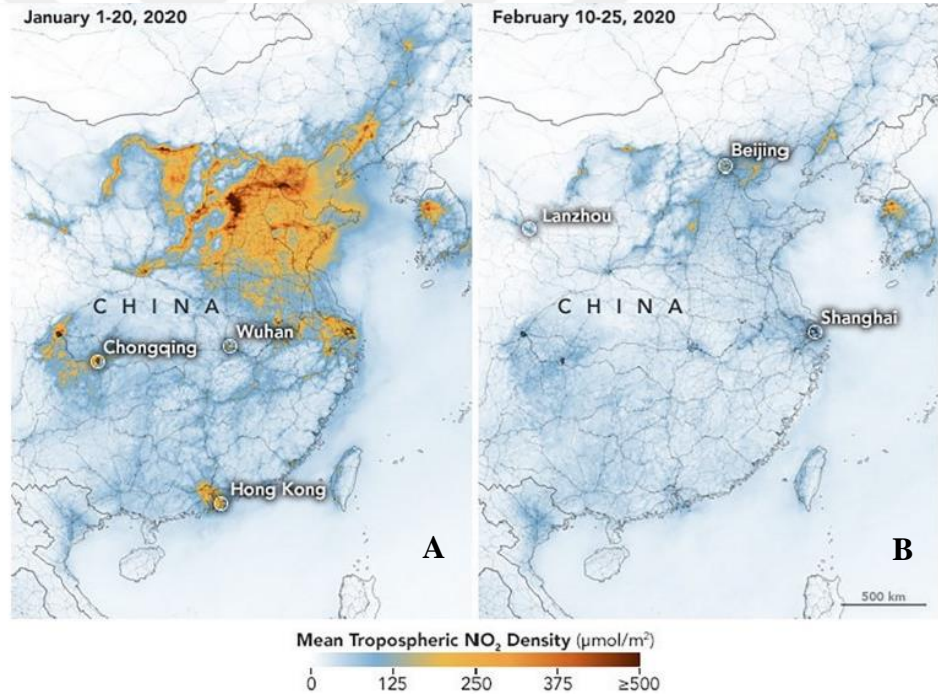 January 1-20, 2020
CHINA
Wuhan
Chongqing
Hong Kong
A
February 10-25, 2020
Beijing
Lanzhou
CHINA
Shanghai
B
500 km
Mean Tropospheric NO₂ Density (μmol/m²)
0 125 250 375 ≥500